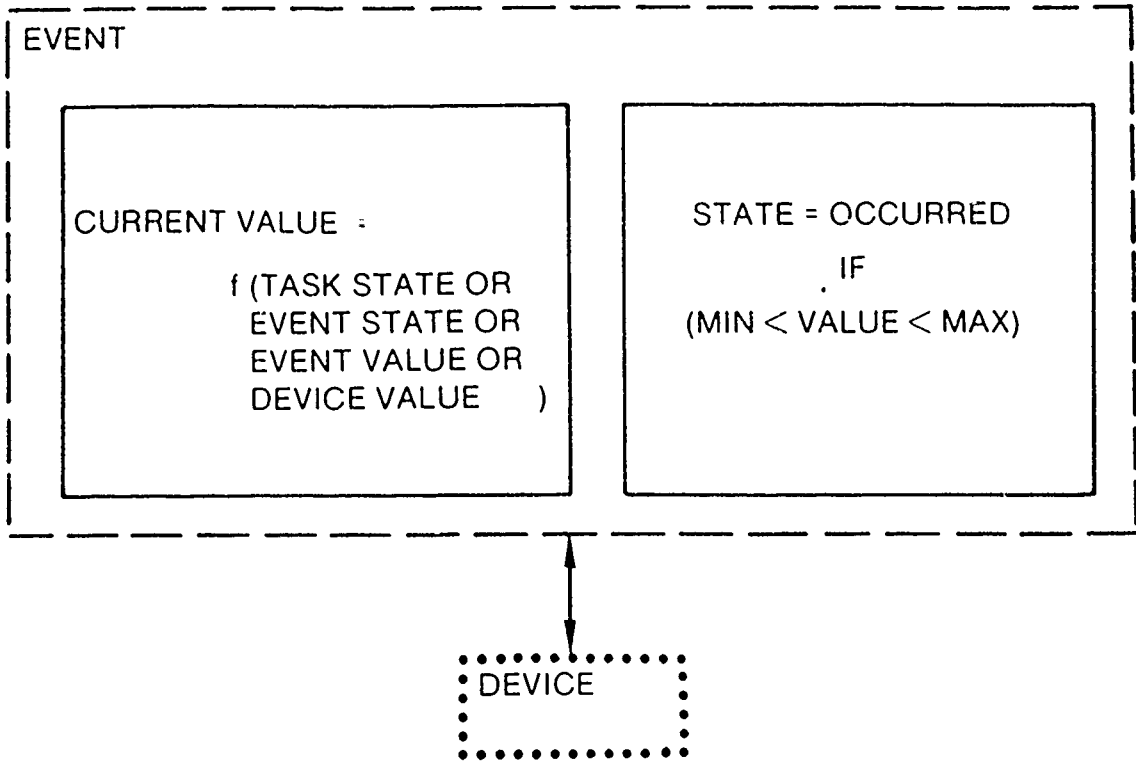 EVENT
CURRENT VALUE =
f (TASK STATE OR
EVENT STATE OR
EVENT VALUE OR
DEVICE VALUE )
STATE = OCCURRED
IF
(MIN < VALUE < MAX)
DEVICE